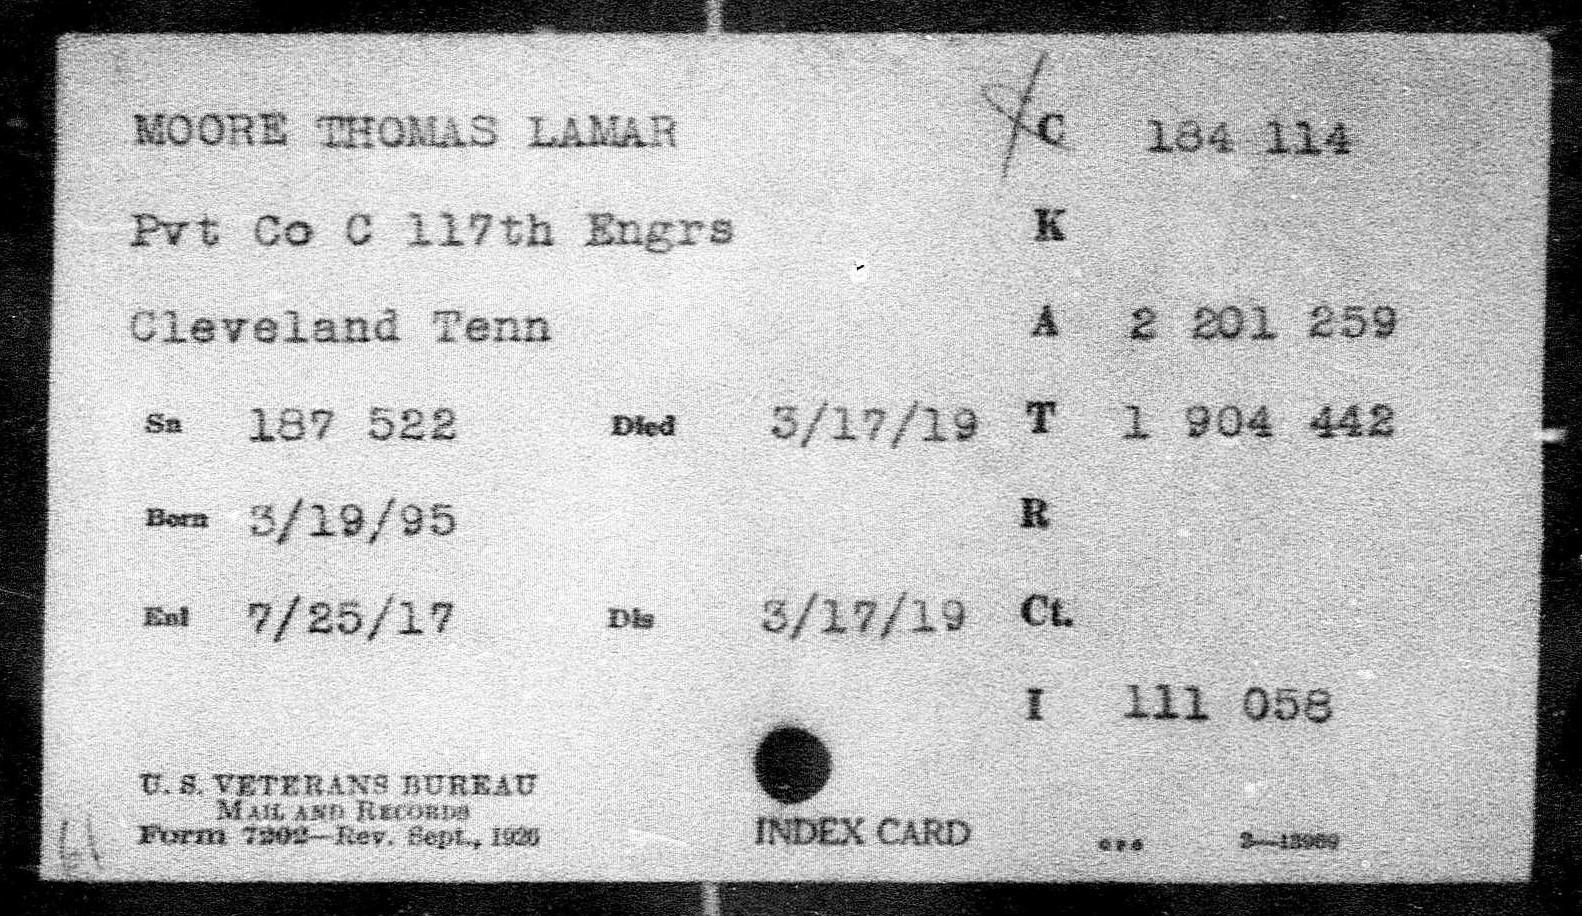 MOORE THOMAS LAMAR C 184 114
Pvt Co C 117th Engrs K
Cleveland Tenn A 2 201 259
Sn 187 522 Died 3/17/19 T 1 904 442
Born 3/19/95 R
Enl 7/25/17 Dis 3/17/19 Ct.
I 111 058
U. S. VETERANS BUREAU
MAIL AND RECORDS
Form 7202—Rev. Sept., 1926
INDEX CARD
GPO